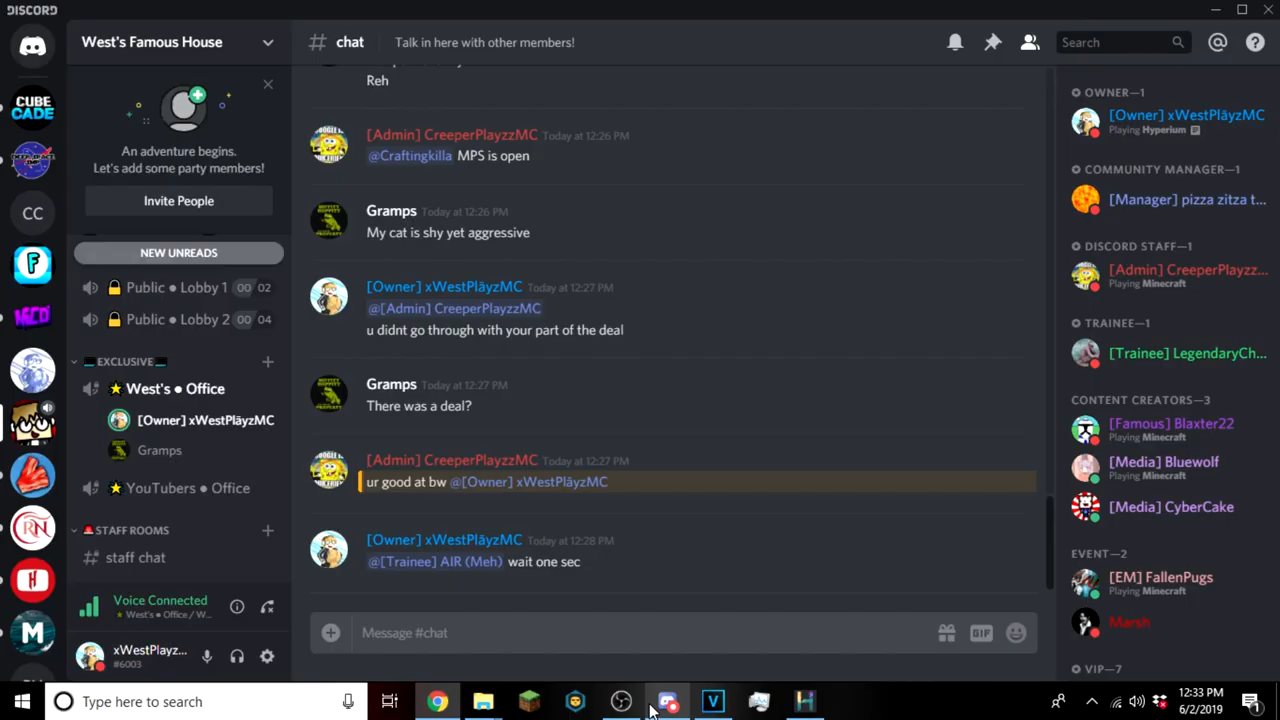 DISCORD
West's Famous House
# chat
Talk in here with other members!
Search
An adventure begins.
Let's add some party members!
Invite People
NEW UNREADS
Public ● Lobby 1 00 02
Public ● Lobby 2 00 04
EXCLUSIVE
West's ● Office
[Owner] xWestPläyzMC
Gramps
YouTubers ● Office
STAFF ROOMS
# staff chat
Voice Connected
West's ● Office / W...
xWestPlayz...
#6003
CUBE
CADE
CC
F
NICO
RN
H
M
Reh
[Admin] CreeperPlayzzMC Today at 12:26 PM
@Craftingkilla MPS is open
Gramps Today at 12:26 PM
My cat is shy yet aggressive
[Owner] xWestPläyzMC Today at 12:27 PM
@[Admin] CreeperPlayzzMC
u didnt go through with your part of the deal
Gramps Today at 12:27 PM
There was a deal?
[Admin] CreeperPlayzzMC Today at 12:27 PM
ur good at bw @[Owner] xWestPläyzMC
[Owner] xWestPläyzMC Today at 12:28 PM
@[Trainee] AIR (Meh) wait one sec
Message #chat
GIF
OWNER—1
[Owner] xWestPläyzMC
Playing Hyperium
COMMUNITY MANAGER—1
[Manager] pizza zitza t...
DISCORD STAFF—1
[Admin] CreeperPlayzz...
Playing Minecraft
TRAINEE—1
[Trainee] LegendaryCh...
CONTENT CREATORS—3
[Famous] Blaxter22
Playing Minecraft
[Media] Bluewolf
Playing Minecraft
[Media] CyberCake
EVENT—2
[EM] FallenPugs
Playing Minecraft
Marsh
VIP—7
Type here to search
V
H
12:33 PM
6/2/2019
1